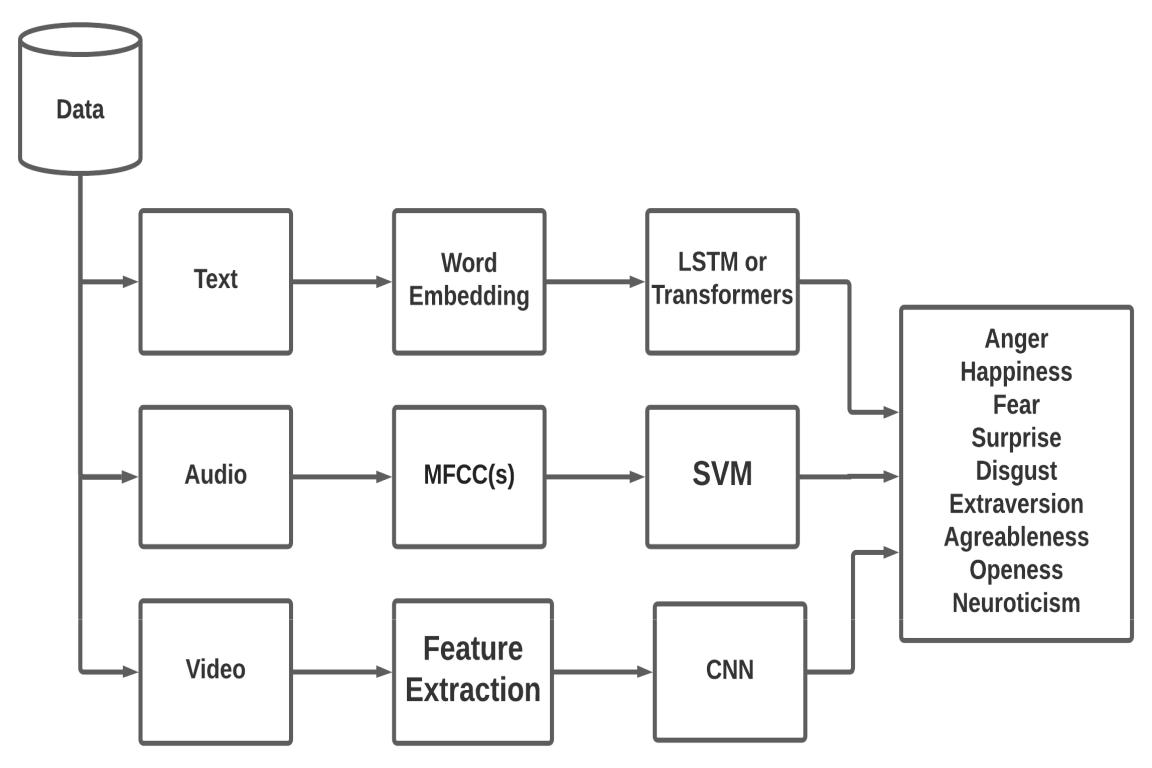 Data
Text
Word
Embedding
LSTM or
Transformers
Audio
MFCC(s)
SVM
Video
Feature
Extraction
CNN
Anger
Happiness
Fear
Surprise
Disgust
Extraversion
Agreableness
Openess
Neuroticism